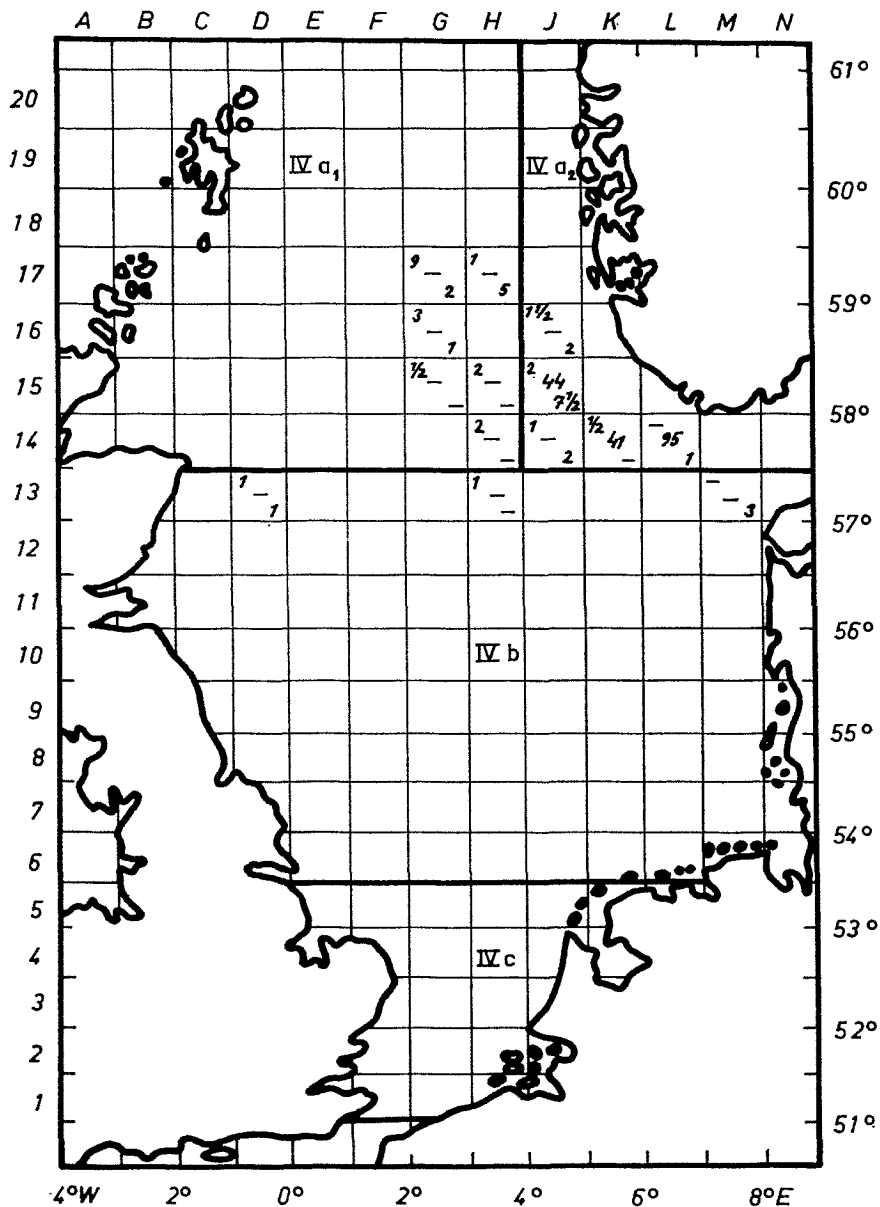 A B C D E F G H J K L M N
61°
20
19 IV a₁ IV a₂
60°
18
9 1
17 – –
2 5
59°
3 1½
16 – –
1 2
½ 2 2
15 – – 44
– – 7½
58°
2 1 ½ –
14 – – 41 95
– 2 – 1
1 1 –
13 – – –
1 – 3
57°
12
11
56°
10 IV b
9
55°
8
7
54°
6
5
53°
4 IV c
3
52°
2
1
51°
4°W 2° 0° 2° 4° 6° 8°E